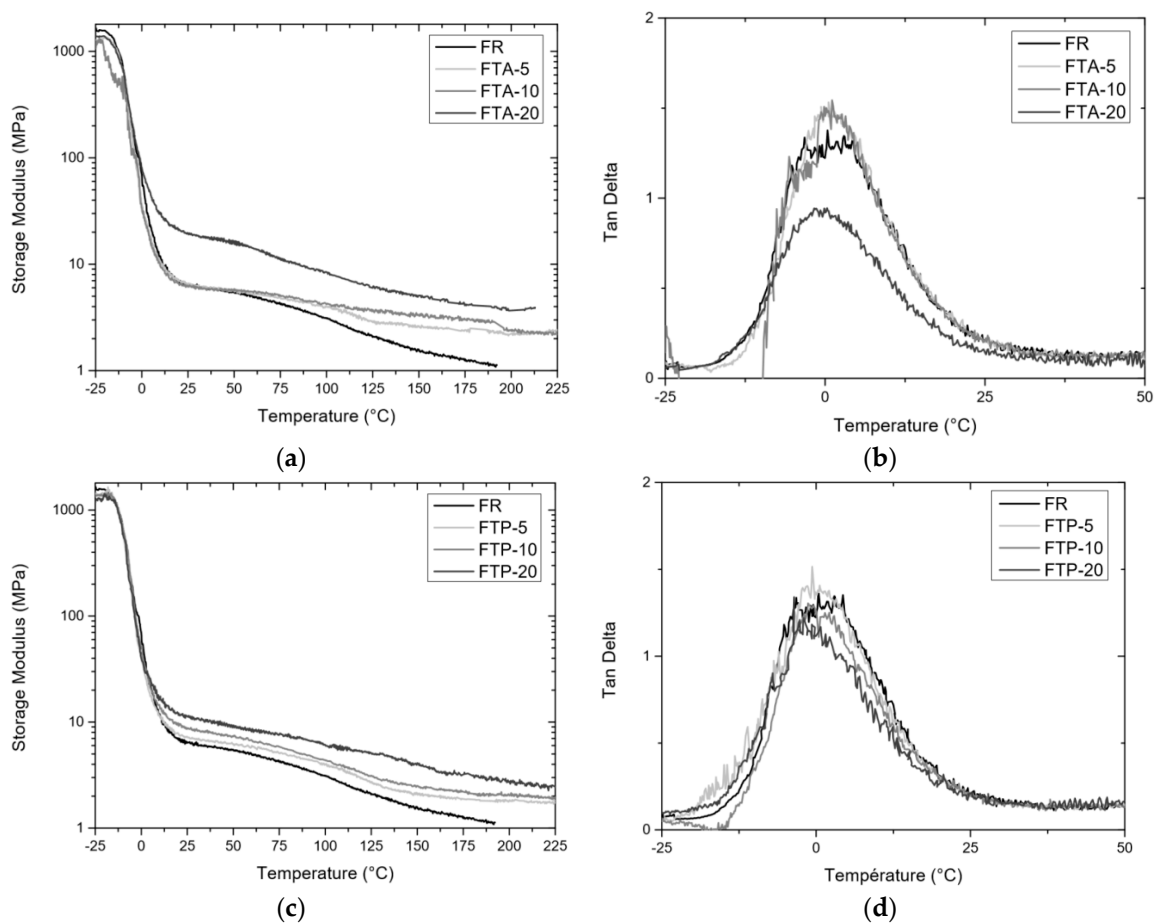 Storage Modulus (MPa)
1000
100
10
1
FR
FTA-5
FTA-10
FTA-20
-25 0 25 50 75 100 125 150 175 200 225
Temperature (°C)
(a)
Tan Delta
2
1
0
FR
FTA-5
FTA-10
FTA-20
-25 0 25 50
Temperature (°C)
(b)
Storage Modulus (MPa)
1000
100
10
1
FR
FTP-5
FTP-10
FTP-20
-25 0 25 50 75 100 125 150 175 200 225
Temperature (°C)
(c)
Tan Delta
2
1
0
FR
FTP-5
FTP-10
FTP-20
-25 0 25 50
Température (°C)
(d)